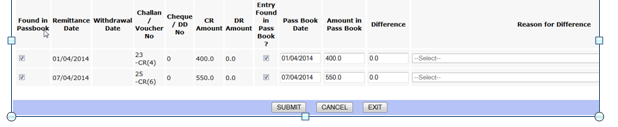 Found in Passbook Remittance Date Withdrawal Date Challan / Voucher No Cheque / DD No CR Amount DR Amount Entry Found in Pass Book ? Pass Book Date Amount in Pass Book Difference Reason for Difference
01/04/2014 23 -CR(4) 0 400.0 0.0 01/04/2014 400.0 0.0 --Select--
07/04/2014 25 -CR(6) 0 550.0 0.0 07/04/2014 550.0 0.0 --Select--
SUBMIT CANCEL EXIT